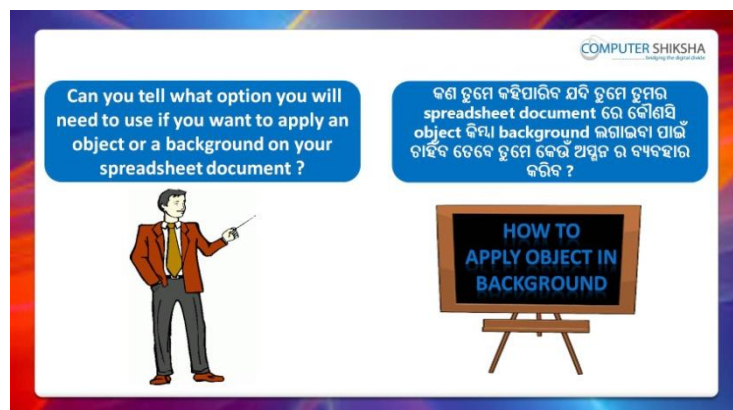 COMPUTER SHIKSHA
bridging the digital divide
Can you tell what option you will
need to use if you want to apply an
object or a background on your
spreadsheet document ?
କଣ ତୁମେ କହିପାରିବ ଯଦି ତୁମେ ତୁମର
spreadsheet document ରେ କୌଣସି
object କିମ୍ବା background ଲଗାଇବା ପାଇଁ
ଚାହିଁବ ତେବେ ତୁମେ କେଉଁ ଅପ୍ସନ ର ବ୍ୟବହାର
କରିବ ?
HOW TO
APPLY OBJECT IN
BACKGROUND